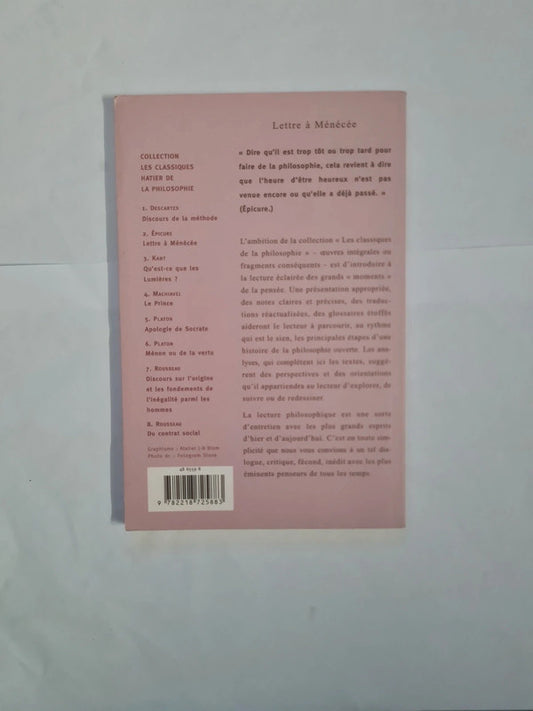 Lettre à Ménécée
COLLECTION
LES CLASSIQUES
HATIER DE
LA PHILOSOPHIE
1. DESCARTES
Discours de la méthode
2. ÉPICURE
Lettre à Ménécée
3. KANT
Qu'est-ce que les
Lumières ?
4. MACHIAVEL
Le Prince
5. PLATON
Apologie de Socrate
6. PLATON
Ménon ou de la vertu
7. ROUSSEAU
Discours sur l'origine
et les fondements de
l'inégalité parmi les
hommes
8. ROUSSEAU
Du contrat social
Graphisme : Atelier J-B Blom
Photo de : Telegram Stone
9 782218 725883
« Dire qu'il est trop tôt ou trop tard pour
faire de la philosophie, cela revient à dire
que l'heure d'être heureux n'est pas
venue encore ou qu'elle a déjà passé. »
(Épicure.)
L'ambition de la collection « Les classiques
de la philosophie » – œuvres intégrales ou
fragments conséquents – est d'introduire à
la lecture éclairée des grands « moments »
de la pensée. Une présentation appropriée,
des notes claires et précises, des traduc-
tions réactualisées, des glossaires étoffés
aideront le lecteur à parcourir, au rythme
qui est le sien, les principales étapes d'une
histoire de la philosophie ouverte. Les ana-
lyses, qui complètent ici les textes, suggè-
rent des perspectives et des orientations
qu'il appartiendra au lecteur d'explorer, de
suivre ou de redessiner.
La lecture philosophique est une sorte
d'entretien avec les plus grands esprits
d'hier et d'aujourd'hui. C'est en toute sim-
plicité que nous vous convions à un tel dia-
logue, critique, fécond, inédit avec les plus
éminents penseurs de tous les temps.